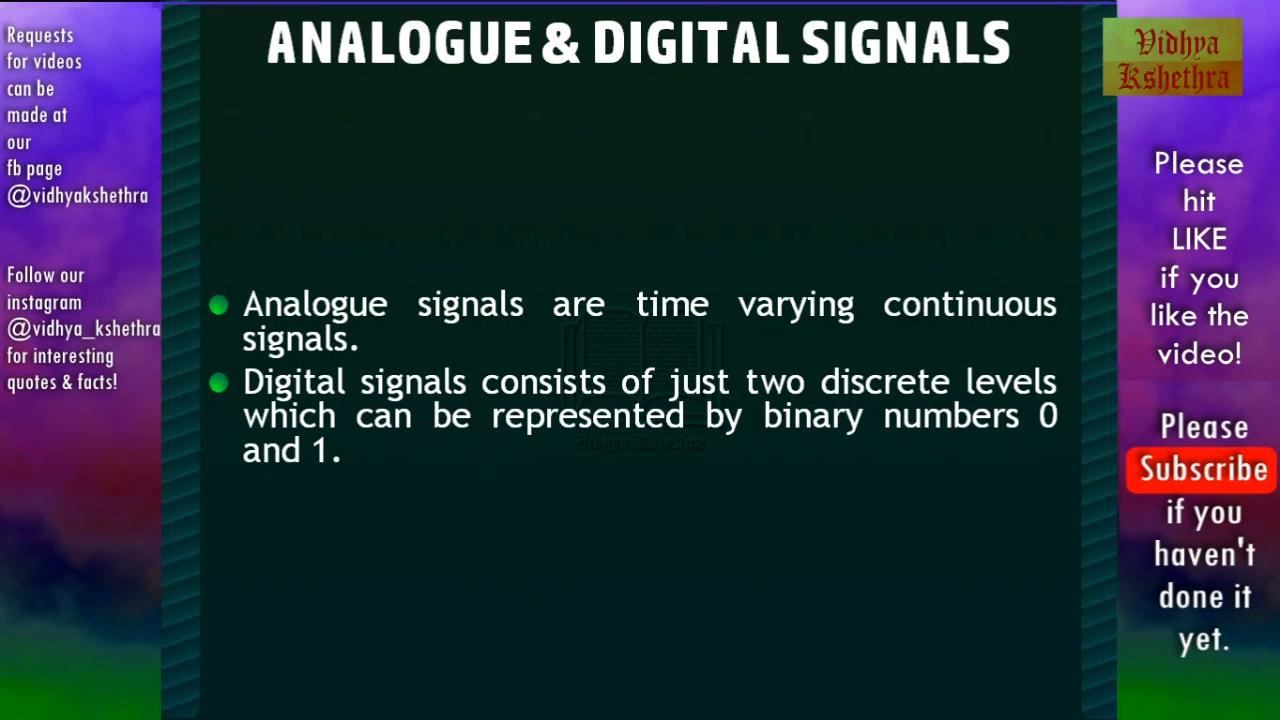 ANALOGUE & DIGITAL SIGNALS
Analogue signals are time varying continuous
signals.
Digital signals consists of just two discrete levels
which can be represented by binary numbers 0
and 1.
Vidhya Kshethra
Requests
for videos
can be
made at
our
fb page
@vidhyakshethra
Follow our
instagram
@vidhya_kshethra
for interesting
quotes & facts!
Vidhya
Kshethra
Please
hit
LIKE
if you
like the
video!
Please
Subscribe
if you
haven't
done it
yet.